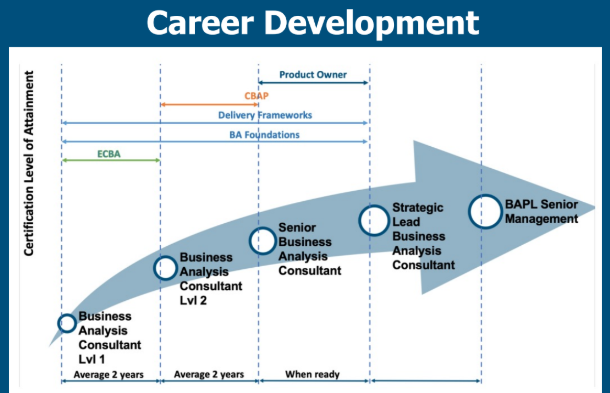 Career Development
Certification Level of Attainment
Product Owner
CBAP
Delivery Frameworks
BA Foundations
ECBA
Business
Analysis
Consultant
Lvl 1
Business
Analysis
Consultant
Lvl 2
Senior
Business
Analysis
Consultant
Strategic
Lead
Business
Analysis
Consultant
BAPL Senior
Management
Average 2 years
Average 2 years
When ready